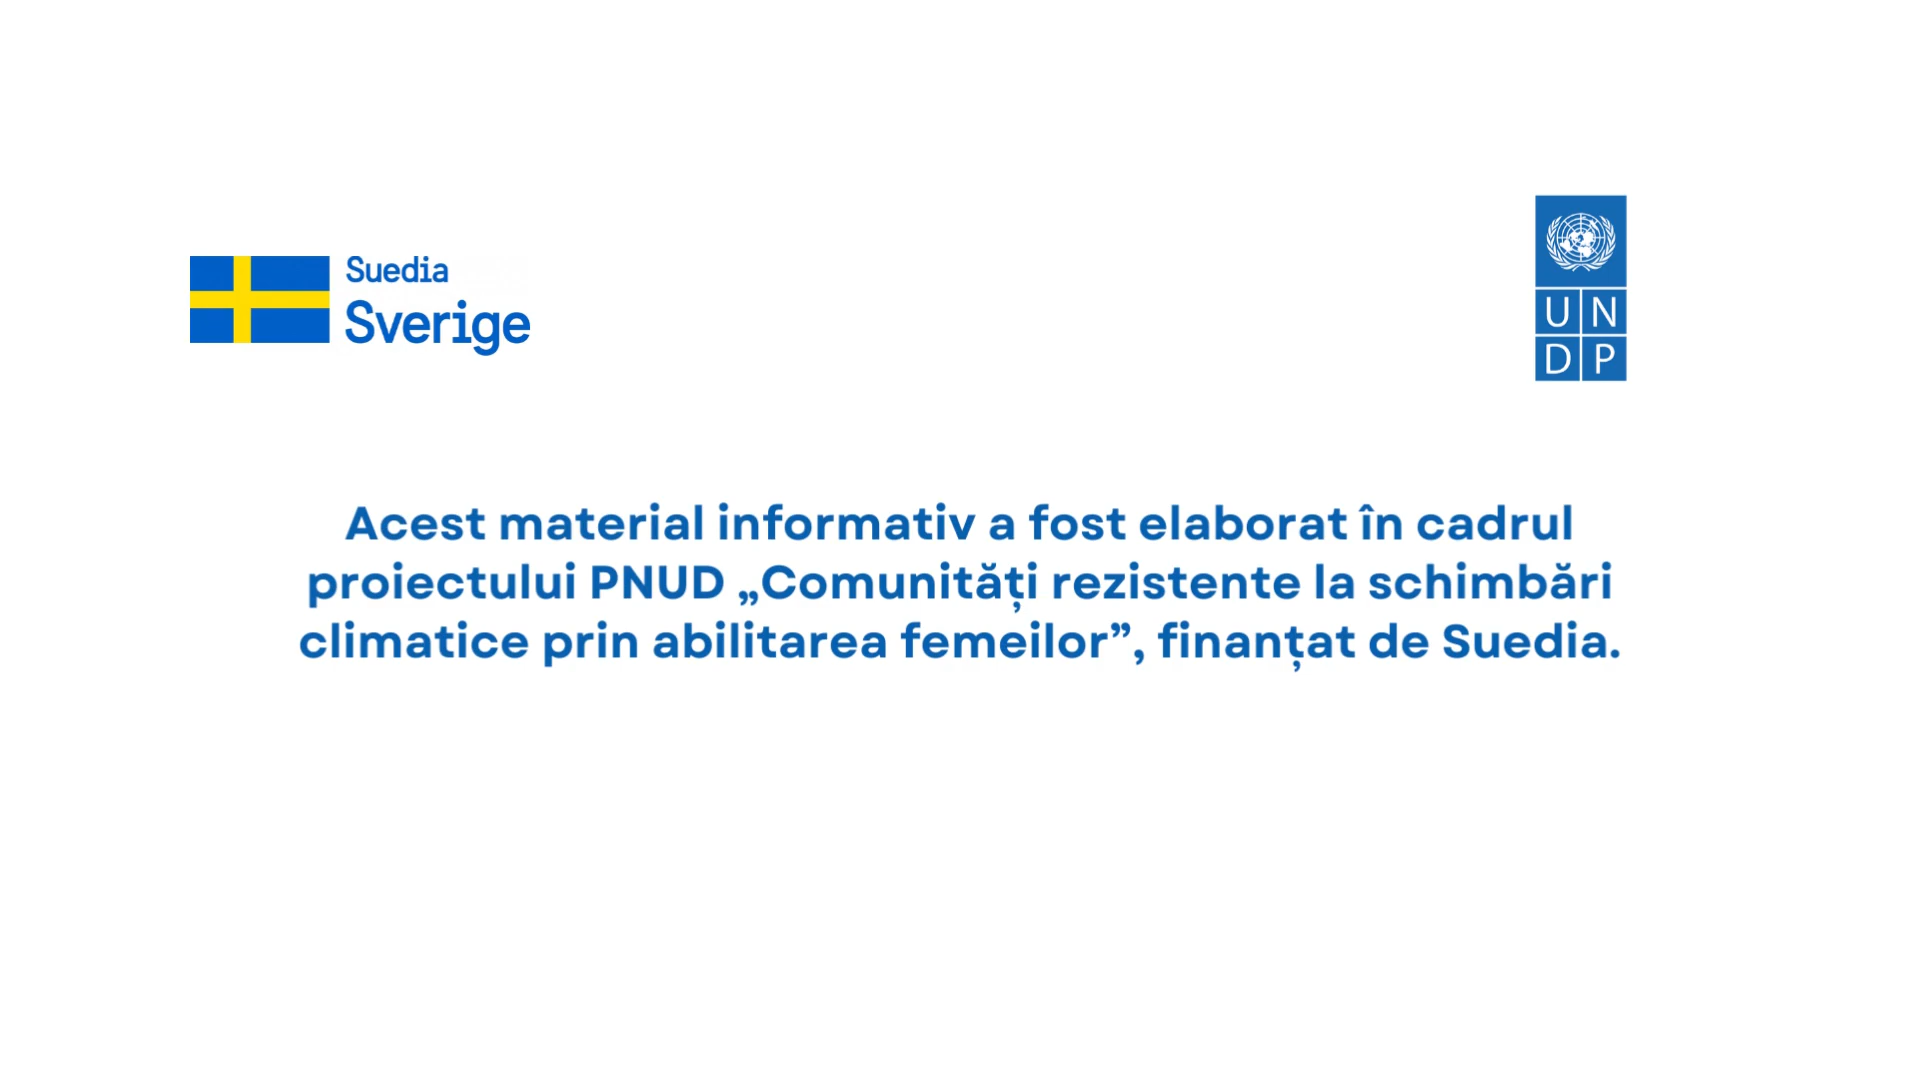 Suedia
Sverige
U N
D P
Acest material informativ a fost elaborat în cadrul
proiectului PNUD „Comunități rezistente la schimbări
climatice prin abilitarea femeilor”, finanțat de Suedia.